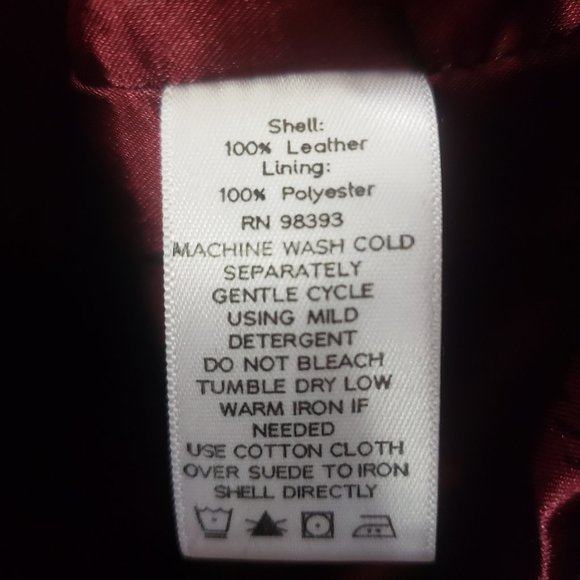 Shell:
100% Leather
Lining:
100% Polyester
RN 98393
MACHINE WASH COLD
SEPARATELY
GENTLE CYCLE
USING MILD
DETERGENT
DO NOT BLEACH
TUMBLE DRY LOW
WARM IRON IF
NEEDED
USE COTTON CLOTH
OVER SUEDE TO IRON
SHELL DIRECTLY